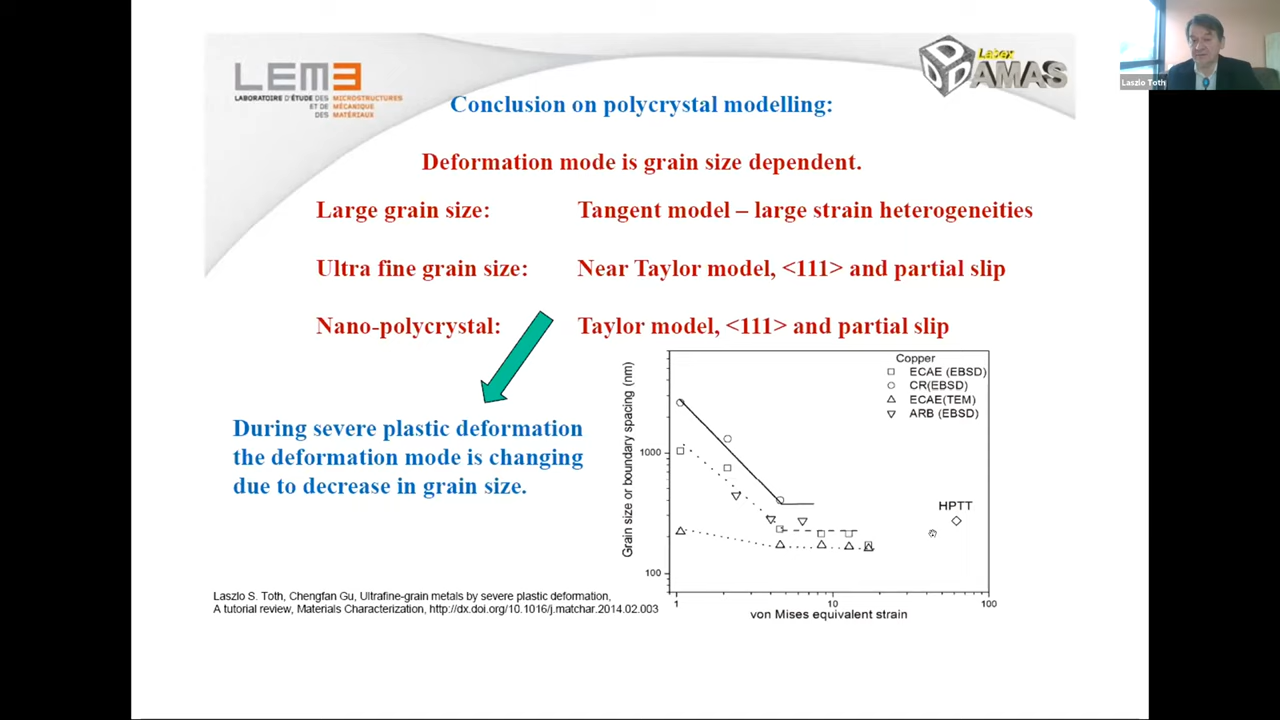 LEM3
LABORATOIRE D'ÉTUDE DES MICROSTRUCTURES
ET DE MÉCANIQUE
DES MATÉRIAUX
Labex
DAMAS
Laszlo Toth
Conclusion on polycrystal modelling:
Deformation mode is grain size dependent.
Large grain size: Tangent model – large strain heterogeneities
Ultra fine grain size: Near Taylor model, <111> and partial slip
Nano-polycrystal: Taylor model, <111> and partial slip
During severe plastic deformation
the deformation mode is changing
due to decrease in grain size.
Copper
ECAE (EBSD)
CR(EBSD)
ECAE(TEM)
ARB (EBSD)
HPTT
Grain size or boundary spacing (nm)
1000
100
1 10 100
von Mises equivalent strain
Laszlo S. Toth, Chengfan Gu, Ultrafine-grain metals by severe plastic deformation,
A tutorial review, Materials Characterization, http://dx.doi.org/10.1016/j.matchar.2014.02.003